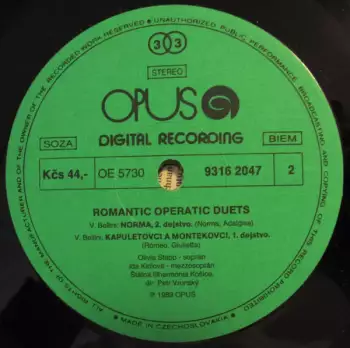 ALL RIGHTS OF THE MANUFACTURER AND OF THE OWNER OF THE RECORDED WORK RESERVED • UNAUTHORIZED PUBLIC PERFORMANCE, BROADCASTING AND COPYING OF THIS RECORD PROHIBITED
33
STEREO
OPUS
DIGITAL RECORDING
SOZA
BIEM
Kčs 44,-
OE 5730
9316 2047
2
ROMANTIC OPERATIC DUETS
V. Bellini: NORMA, 2. dejstvo. (Norma, Adalgisa)
V. Bellini: KAPULETOVCI A MONTEKOVCI, 1. dejstvo.
(Romeo, Giulietta)
Olivia Stapp - soprán
Ida Kirilová - mezzosoprán
Štátna filharmónia Košice,
dir. Petr Vronský
℗ 1989 OPUS
• MADE IN CZECHOSLOVAKIA •